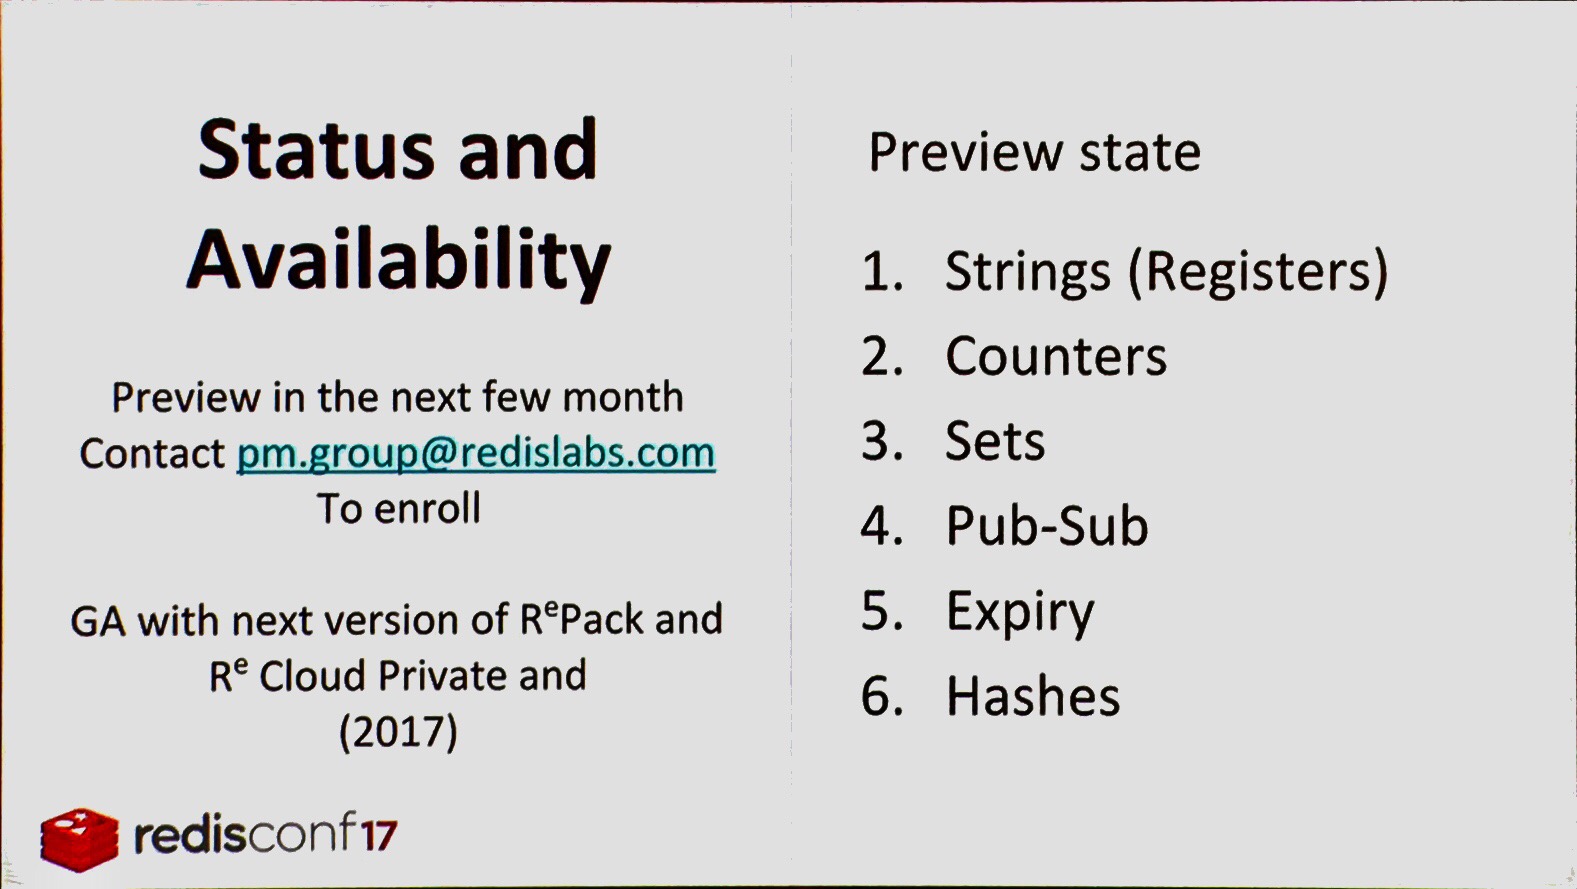 Status and
Availability
Preview in the next few month
Contact pm.group@redislabs.com
To enroll
GA with next version of RePack and
Re Cloud Private and
(2017)
redisconf17
Preview state
1. Strings (Registers)
2. Counters
3. Sets
4. Pub-Sub
5. Expiry
6. Hashes